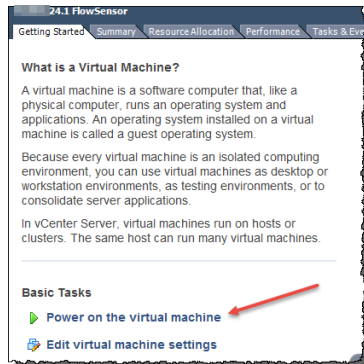 24.1 FlowSensor
Getting Started Summary Resource Allocation Performance Tasks & Eve
What is a Virtual Machine?
A virtual machine is a software computer that, like a
physical computer, runs an operating system and
applications. An operating system installed on a virtual
machine is called a guest operating system.
Because every virtual machine is an isolated computing
environment, you can use virtual machines as desktop or
workstation environments, as testing environments, or to
consolidate server applications.
In vCenter Server, virtual machines run on hosts or
clusters. The same host can run many virtual machines.
Basic Tasks
Power on the virtual machine
Edit virtual machine settings